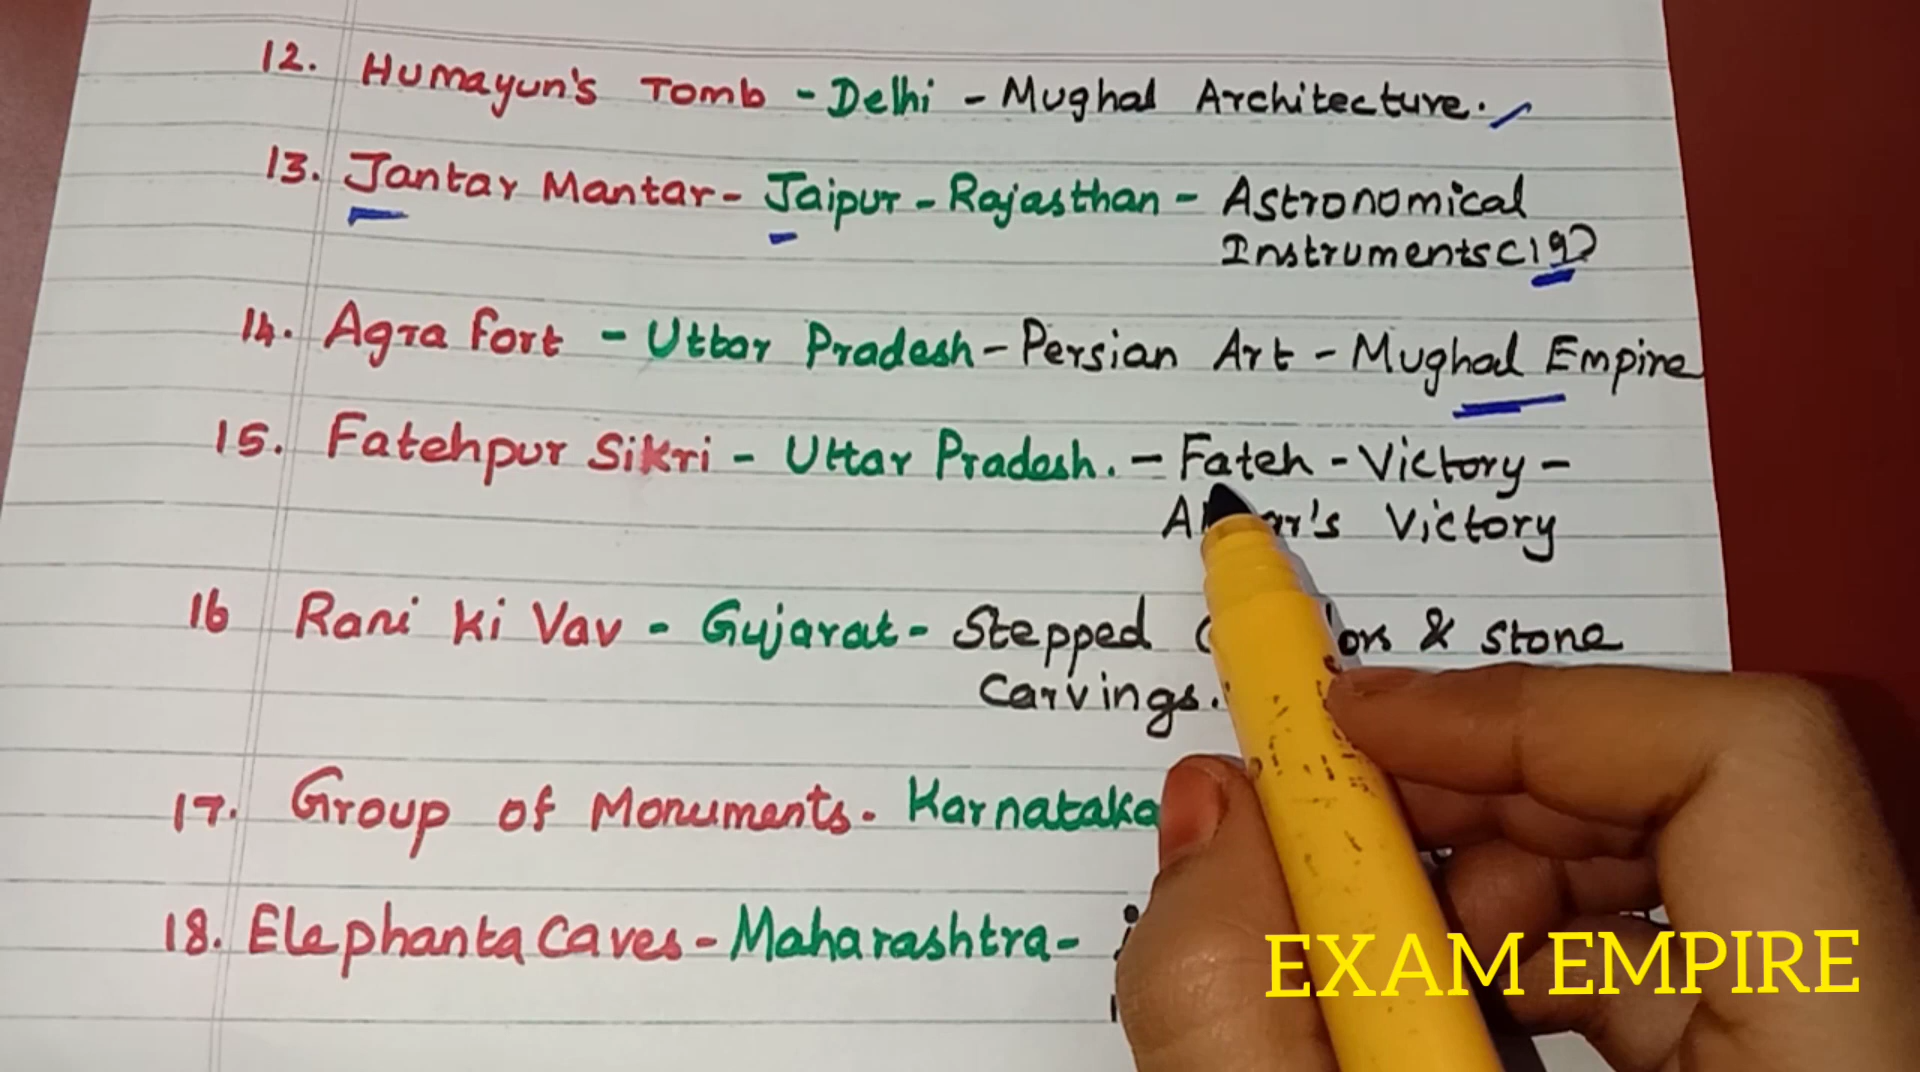 12. Humayun's Tomb - Delhi - Mughal Architecture.
13. Jantar Mantar - Jaipur - Rajasthan - Astronomical
Instruments(19)
14. Agra fort - Uttar Pradesh - Persian Art - Mughal Empire
15. Fatehpur Sikri - Uttar Pradesh. - Fateh - Victory -
Victory
16 Rani Ki Vav - Gujarat - Stepped & stone
Carvings.
17. Group of Monuments. Karnataka
18. Elephanta Caves - Maharashtra -
EXAM EMPIRE